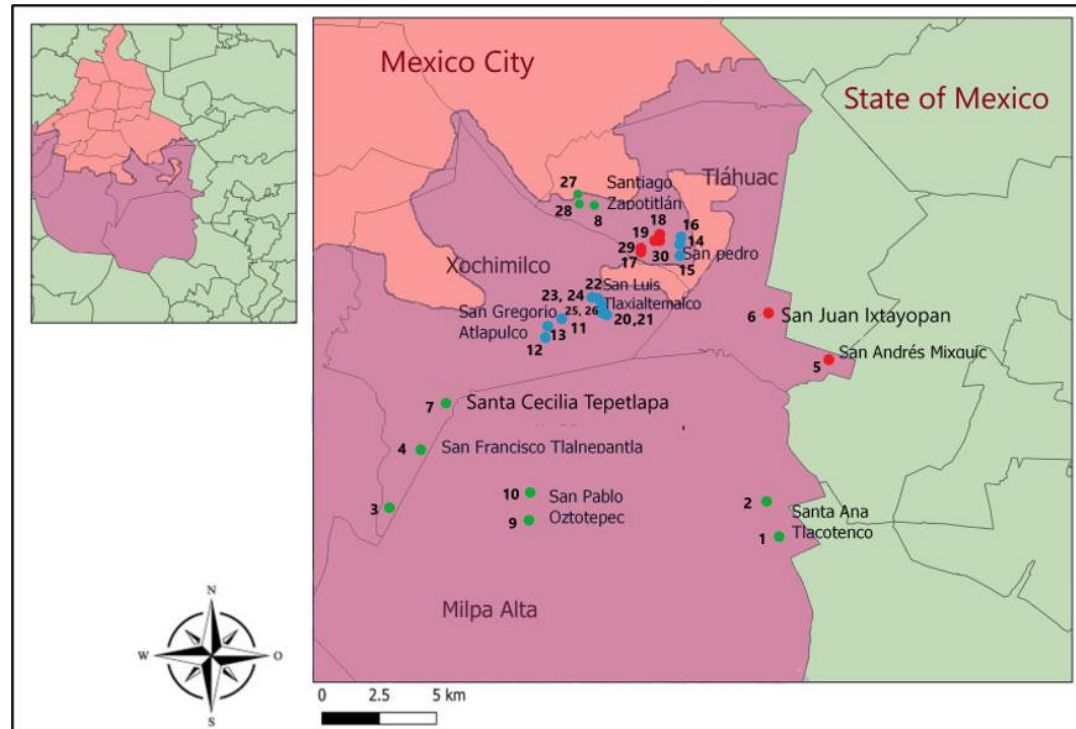 Mexico City
State of Mexico
27
Santiago
Zapotitlán
Tláhuac
28
8
18
16
19
14
29
30
San pedro
17
15
Xochimilco
22
San Luis
Tlaxialtemalco
23, 24
San Gregorio
Atlapulco
25, 26
20,21
11
13
12
6
San Juan Ixtayopan
San Andrés Mixquic
5
7
Santa Cecilia Tepetlapa
4
San Francisco Tlalnepantla
10
San Pablo
Oztotepec
2
Santa Ana
Tlacotenco
3
9
1
Milpa Alta
N
W
O
S
0
2.5
5 km